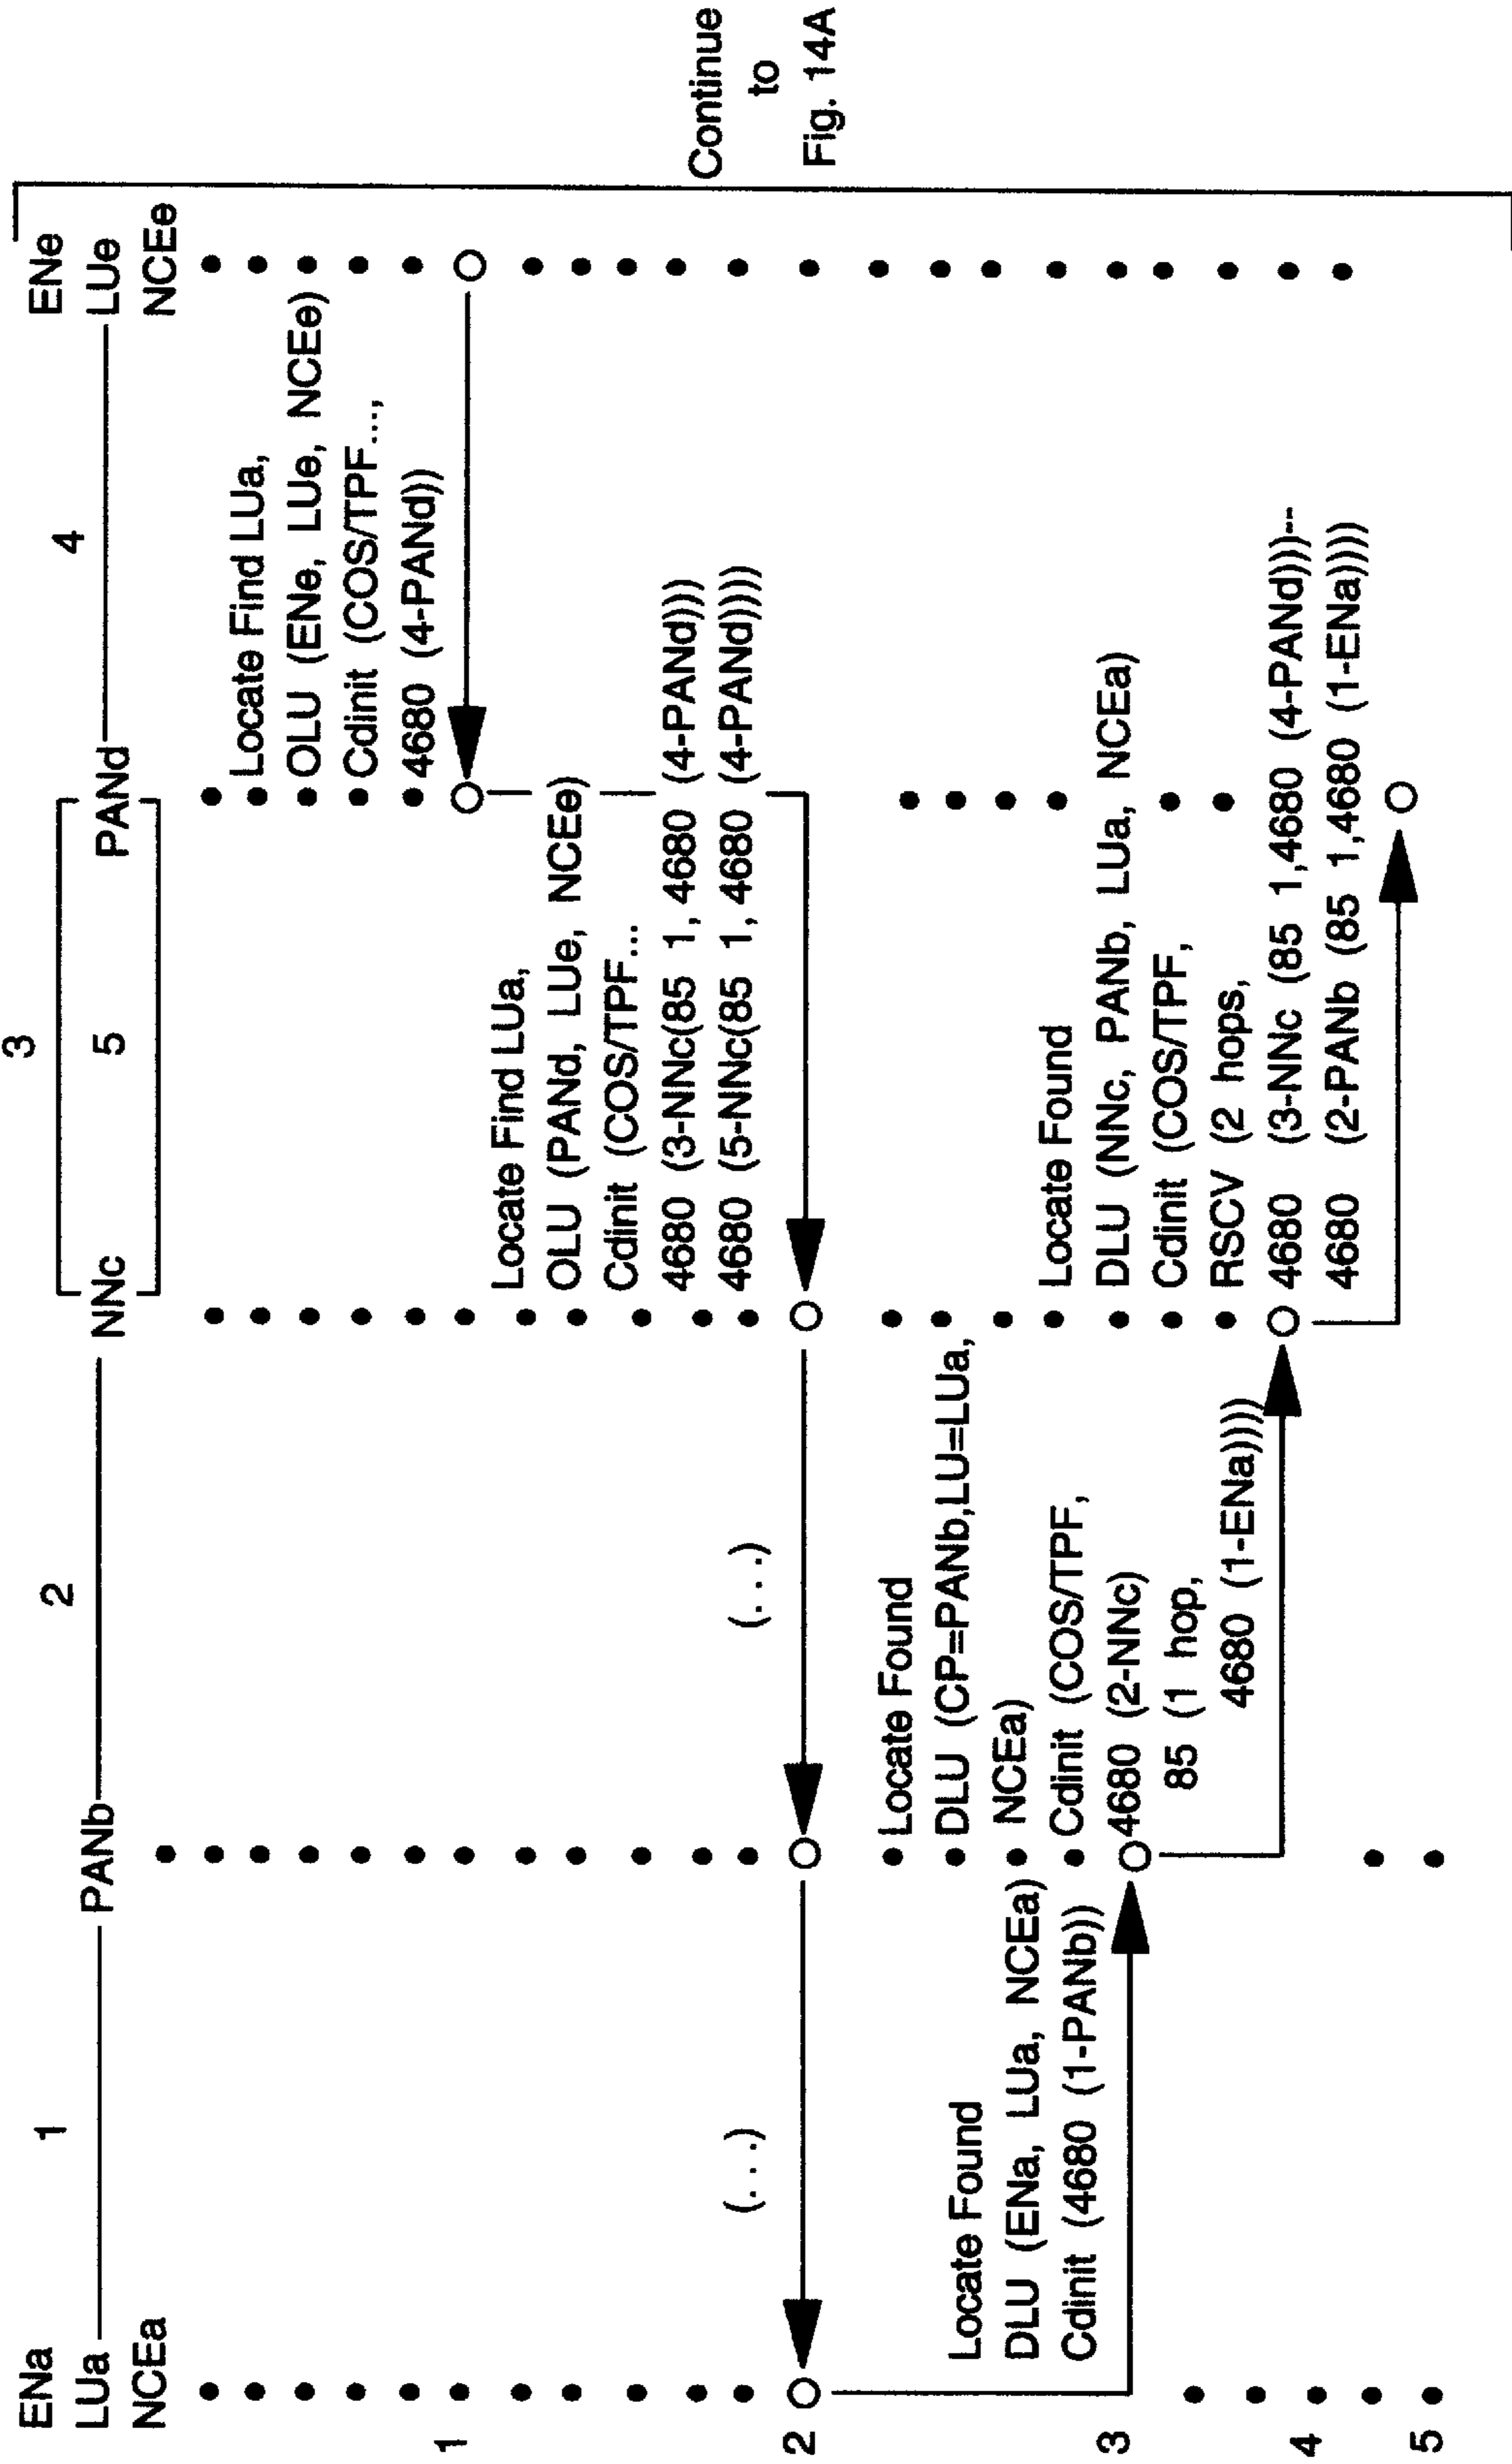 ENa
LUa
NCEa
1
PANb
2
NNc
3
5
PANd
4
ENe
LUe
NCEe
1
Locate Find LUa,
OLU (ENe, LUe, NCEe)
Cdinit (COS/TPF...,
4680 (4-PANd))
Locate Find LUa,
OLU (PANd, LUe, NCEe)
Cdinit (COS/TPF...
4680 (3-NNc(85 1, 4680 (4-PANd)))
4680 (5-NNc(85 1, 4680 (4-PANd))))
2
(...)
(...)
Locate Found
DLU (ENa, LUa, NCEa)
Cdinit (4680 (1-PANb))
3
Locate Found
DLU (CP=PANb,LU=LUa,
NCEa)
Cdinit (COS/TPF,
4680 (2-NNc)
85 (1 hop,
4680 (1-ENa))))
4
Locate Found
DLU (NNc, PANb, LUa, NCEa)
Cdinit (COS/TPF,
RSCV (2 hops,
4680 (3-NNc (85 1,4680 (4-PANd)))--
4680 (2-PANb (85 1,4680 (1-ENa))))
5
Continue
to
Fig. 14A